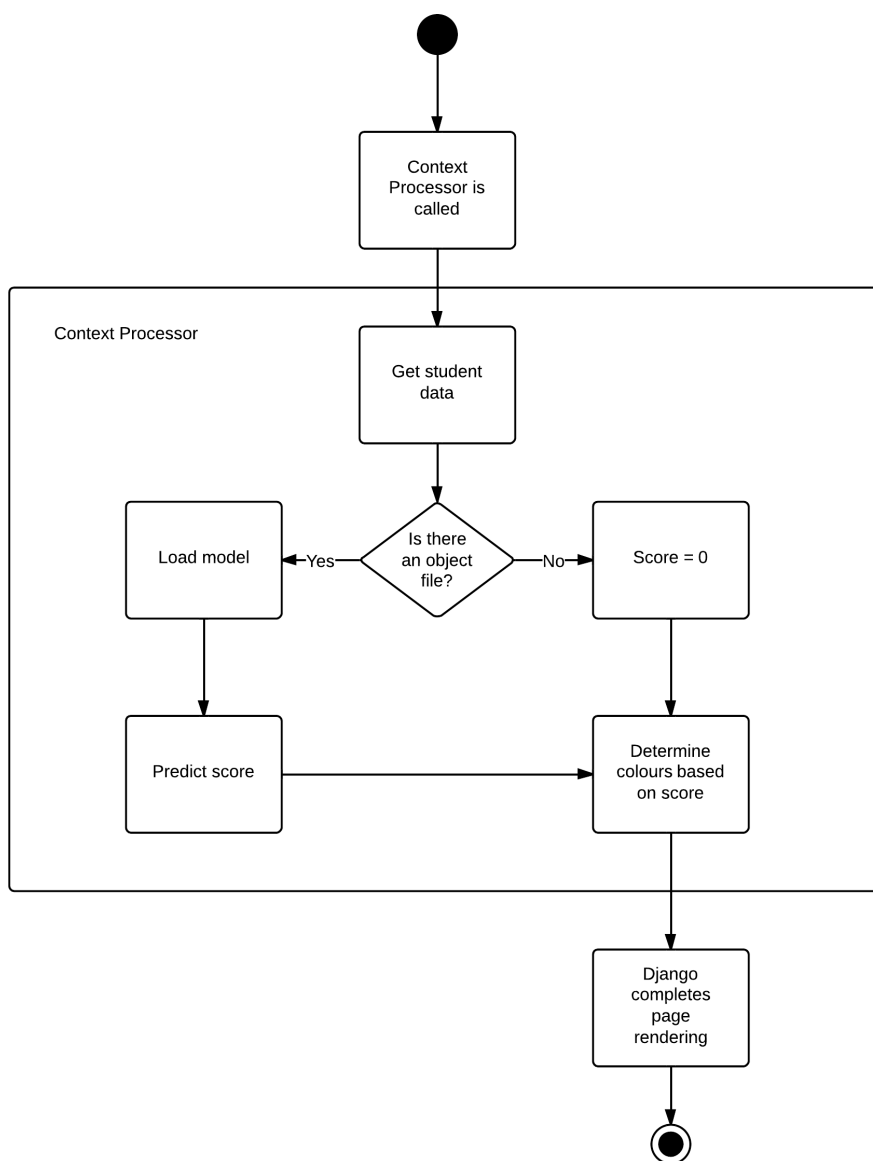 Context
Processor is
called
Context Processor
Get student
data
Is there
an object
file?
Yes
No
Load model
Score = 0
Predict score
Determine
colours based
on score
Django
completes
page
rendering